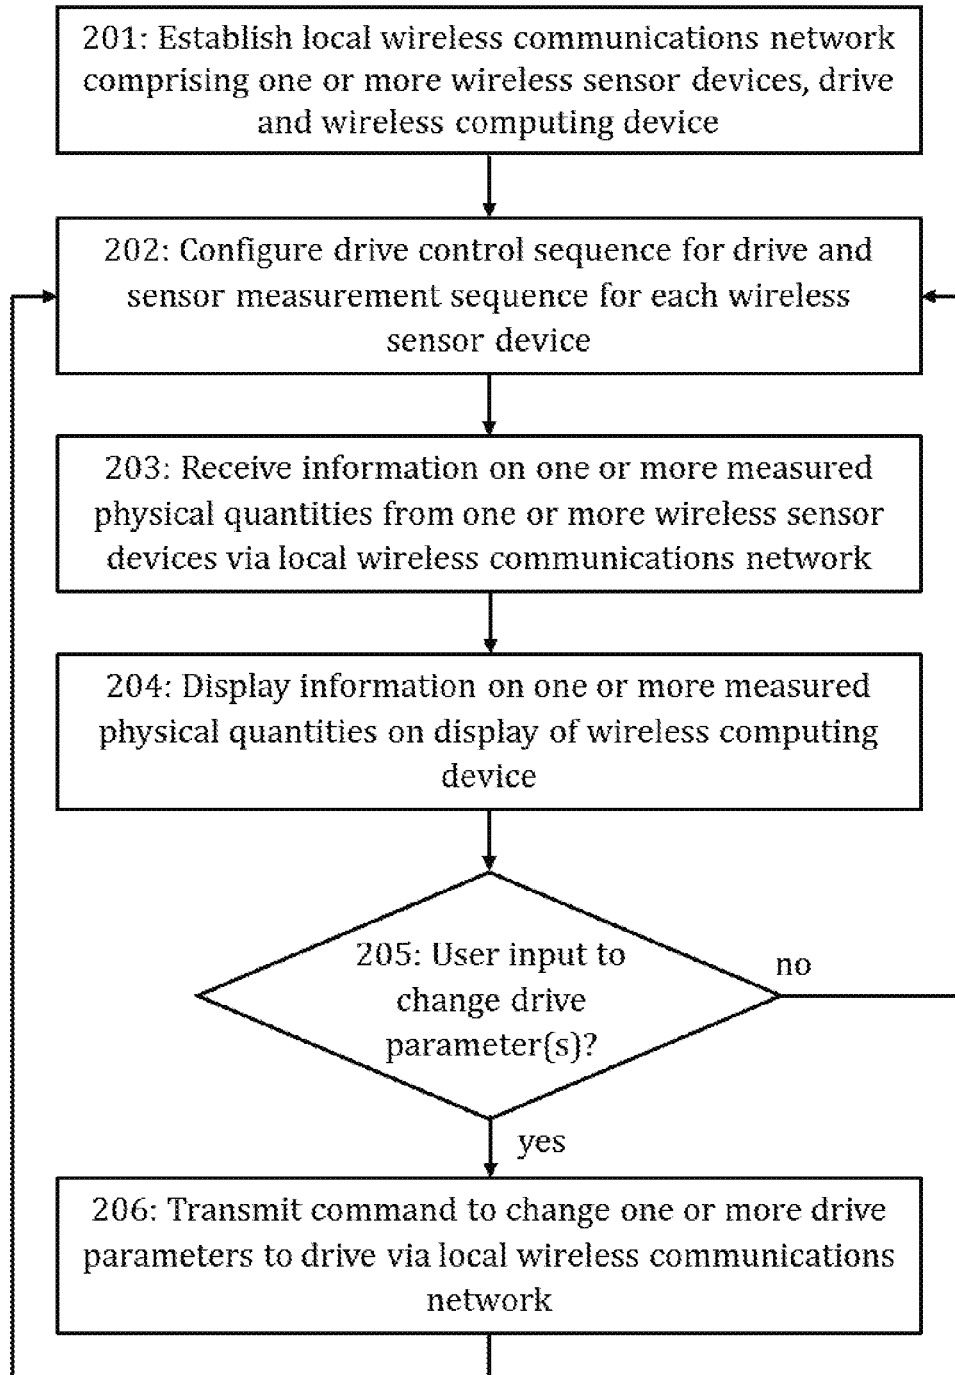 201: Establish local wireless communications network
comprising one or more wireless sensor devices, drive
and wireless computing device
202: Configure drive control sequence for drive and
sensor measurement sequence for each wireless
sensor device
203: Receive information on one or more measured
physical quantities from one or more wireless sensor
devices via local wireless communications network
204: Display information on one or more measured
physical quantities on display of wireless computing
device
205: User input to
change drive
parameter(s)?
no
yes
206: Transmit command to change one or more drive
parameters to drive via local wireless communications
network